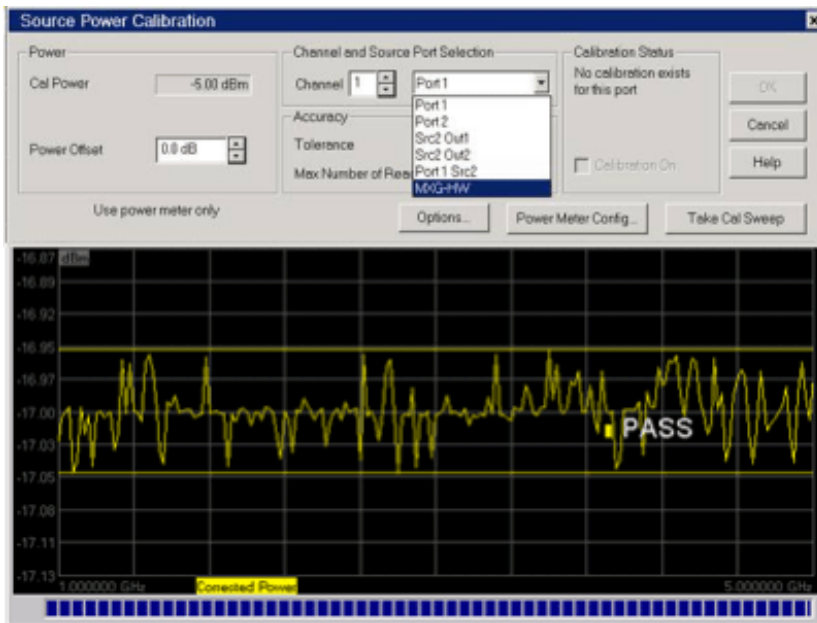 Source Power Calibration
Power
Cal Power
-5.00 dBm
Power Offset
0.0 dB
Use power meter only
Channel and Source Port Selection
Channel
1
Port 1
Port 1
Port 2
Src2 Out1
Src2 Out2
Port 1 Src2
MXG-HW
Accuracy
Tolerance
Max Number of Rea
Calibration Status
No calibration exists
for this port
Calibration On
OK
Cancel
Help
Options...
Power Meter Config...
Take Cal Sweep
-16.87
dBm
-16.89
-16.92
-16.95
-16.97
-17.00
-17.03
-17.05
-17.08
-17.11
-17.13
PASS
1.000000 GHz
Corrected Power
5.000000 GHz